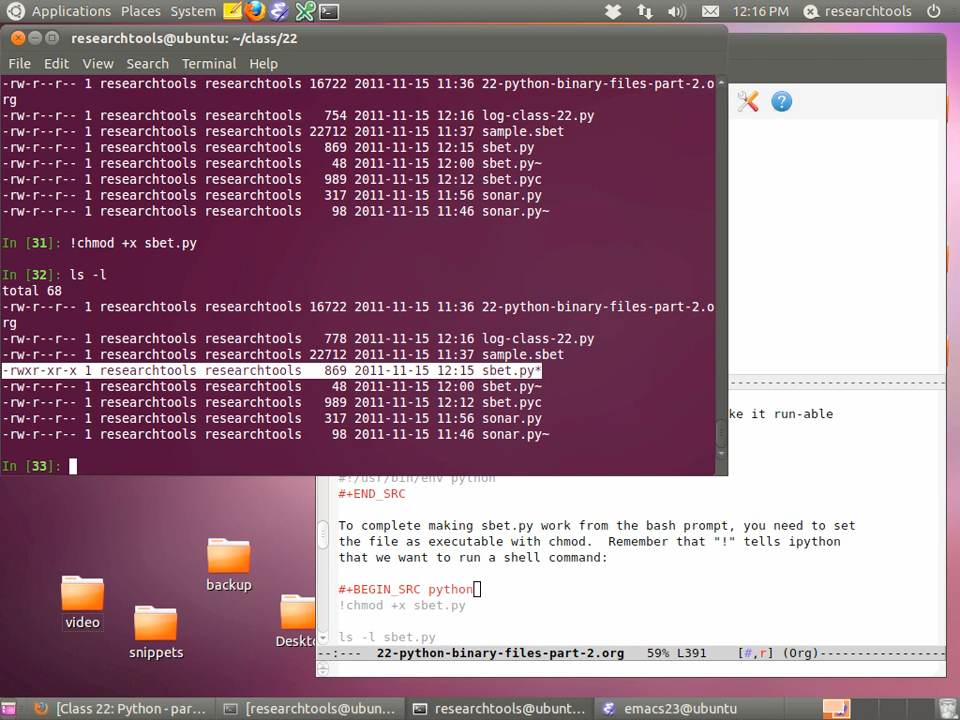 Applications Places System 12:16 PM researchtools
researchtools@ubuntu: ~/class/22
File Edit View Search Terminal Help
-rw-r--r-- 1 researchtools researchtools 16722 2011-11-15 11:36 22-python-binary-files-part-2.o
rg
-rw-r--r-- 1 researchtools researchtools 754 2011-11-15 12:16 log-class-22.py
-rw-r--r-- 1 researchtools researchtools 22712 2011-11-15 11:37 sample.sbet
-rw-r--r-- 1 researchtools researchtools 869 2011-11-15 12:15 sbet.py
-rw-r--r-- 1 researchtools researchtools 48 2011-11-15 12:00 sbet.py~
-rw-r--r-- 1 researchtools researchtools 989 2011-11-15 12:12 sbet.pyc
-rw-r--r-- 1 researchtools researchtools 317 2011-11-15 11:56 sonar.py
-rw-r--r-- 1 researchtools researchtools 98 2011-11-15 11:46 sonar.py~
In [31]: !chmod +x sbet.py
In [32]: ls -l
total 68
-rw-r--r-- 1 researchtools researchtools 16722 2011-11-15 11:36 22-python-binary-files-part-2.o
rg
-rw-r--r-- 1 researchtools researchtools 778 2011-11-15 12:16 log-class-22.py
-rw-r--r-- 1 researchtools researchtools 22712 2011-11-15 11:37 sample.sbet
-rwxr-xr-x 1 researchtools researchtools 869 2011-11-15 12:15 sbet.py*
-rw-r--r-- 1 researchtools researchtools 48 2011-11-15 12:00 sbet.py~
-rw-r--r-- 1 researchtools researchtools 989 2011-11-15 12:12 sbet.pyc
-rw-r--r-- 1 researchtools researchtools 317 2011-11-15 11:56 sonar.py
-rw-r--r-- 1 researchtools researchtools 98 2011-11-15 11:46 sonar.py~
In [33]:
ke it run-able
#!/usr/bin/env python
#+END_SRC
To complete making sbet.py work from the bash prompt, you need to set
the file as executable with chmod. Remember that "!" tells ipython
that we want to run a shell command:
#+BEGIN_SRC python
!chmod +x sbet.py
ls -l sbet.py
--:--- 22-python-binary-files-part-2.org 59% L391 [#,r] (Org)-----------------
backup
video
snippets
Deskto
[Class 22: Python - par... [researchtools@ubun... researchtools@ubunt... emacs23@ubuntu